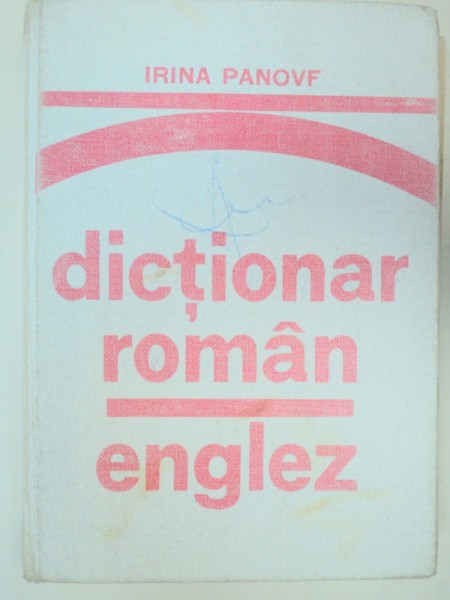 IRINA PANOVF
dicționar
român
englez